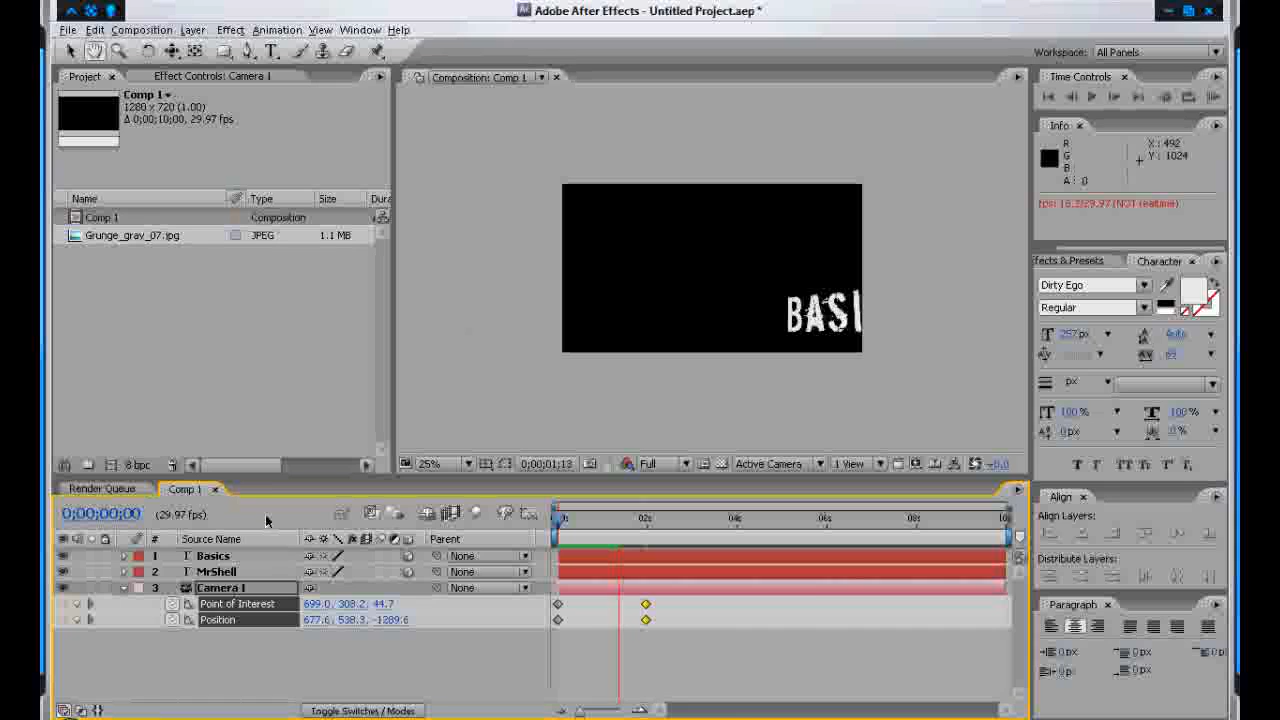 Adobe After Effects - Untitled Project.aep *
File Edit Composition Layer Effect Animation View Window Help
Workspace: All Panels
Project Effect Controls: Camera 1
Composition: Comp 1
Time Controls
Comp 1
1280 x 720 (1.00)
Δ 0;00;10;00, 29.97 fps
Info
R
G
B
A : 0
X : 492
Y : 1024
fps: 18.2/29.97 (NOT realtime)
Name Type Size Dura
Comp 1 Composition
Grunge_gray_07.jpg JPEG 1.1 MB
BASI
ffects & Presets Character
Dirty Ego
Regular
257 px Auto
px
100 % 100 %
0 px 0 %
8 bpc
25% 0;00;01;13 Full Active Camera 1 View
Render Queue Comp 1
0;00;00;00 (29.97 fps)
02s 04s 06s 08s 10
# Source Name Parent
1 T Basics None
2 T MrShell None
3 Camera 1 None
Point of Interest 699.0, 308.2, 44.7
Position 677.6, 538.3, -1289.6
Toggle Switches / Modes
Align
Align Layers:
Distribute Layers:
Paragraph
0 px 0 px 0 px
0 px 0 px